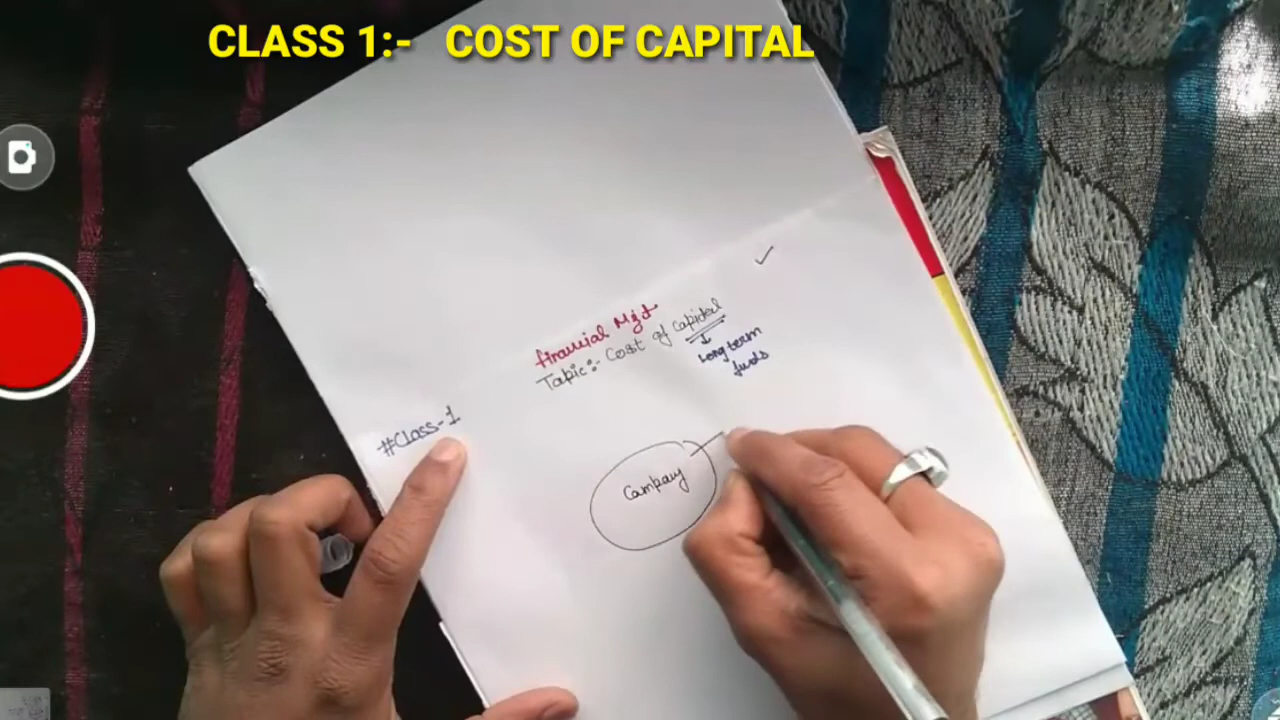 CLASS 1:- COST OF CAPITAL
Financial Mgt
Topic:- Cost of Capital
Long term
funds
#Class-1
Company